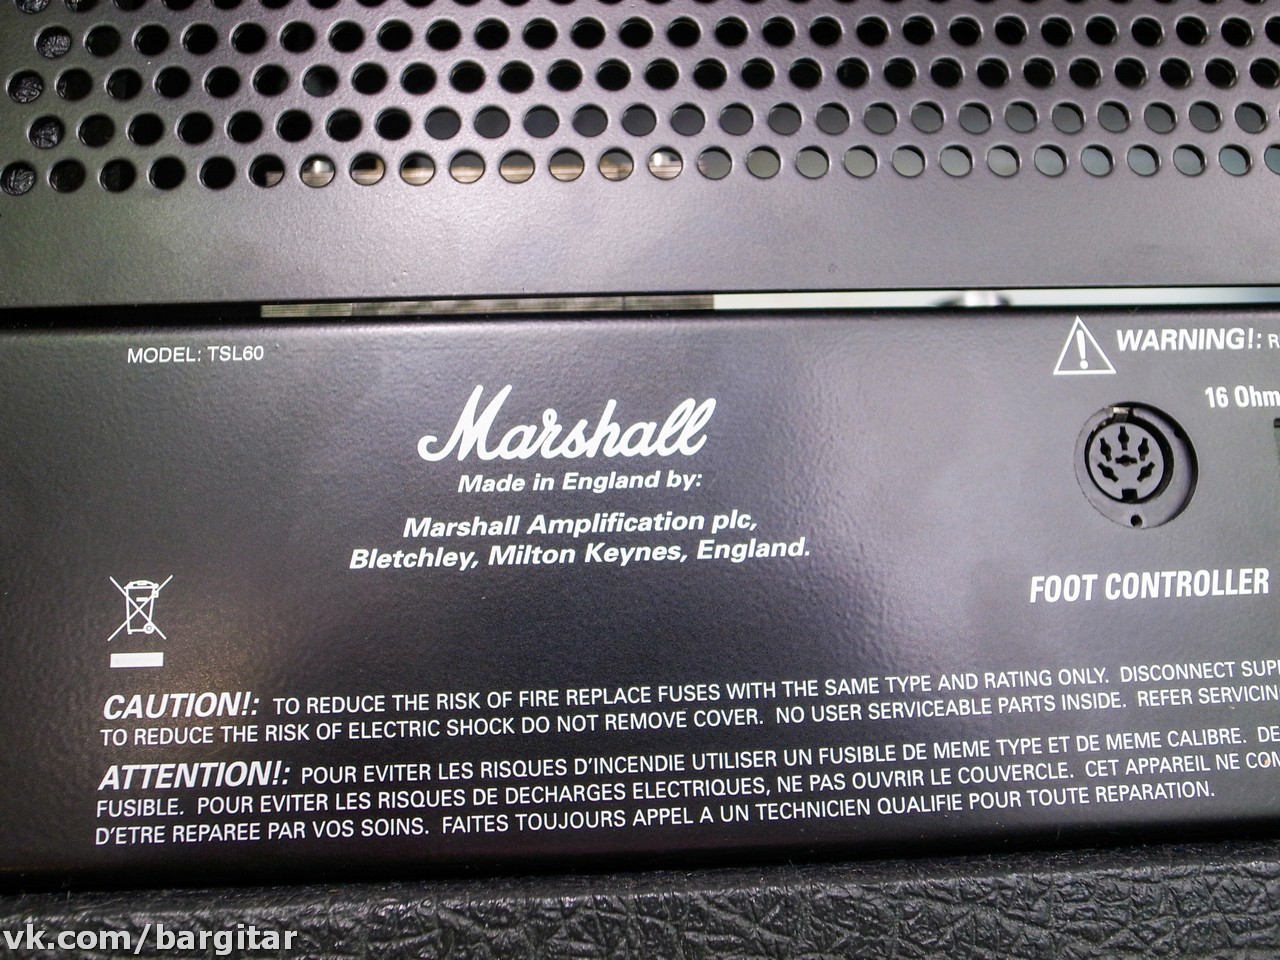 MODEL: TSL60
WARNING!:
16 Ohm
Marshall
Made in England by:
Marshall Amplification plc,
Bletchley, Milton Keynes, England.
FOOT CONTROLLER
CAUTION!: TO REDUCE THE RISK OF FIRE REPLACE FUSES WITH THE SAME TYPE AND RATING ONLY. DISCONNECT SUP
TO REDUCE THE RISK OF ELECTRIC SHOCK DO NOT REMOVE COVER. NO USER SERVICEABLE PARTS INSIDE. REFER SERVICIN
ATTENTION!: POUR EVITER LES RISQUES D'INCENDIE UTILISER UN FUSIBLE DE MEME TYPE ET DE MEME CALIBRE. DE
FUSIBLE. POUR EVITER LES RISQUES DE DECHARGES ELECTRIQUES, NE PAS OUVRIR LE COUVERCLE. CET APPAREIL NE COM
D'ETRE REPAREE PAR VOS SOINS. FAITES TOUJOURS APPEL A UN TECHNICIEN QUALIFIE POUR TOUTE REPARATION.
vk.com/bargitar